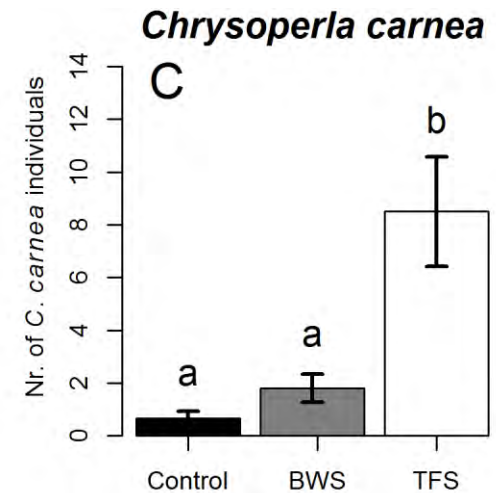 Chrysoperla carnea
C
Nr. of C. carnea individuals
14
12
10
8
6
4
2
0
a
a
b
Control BWS TFS